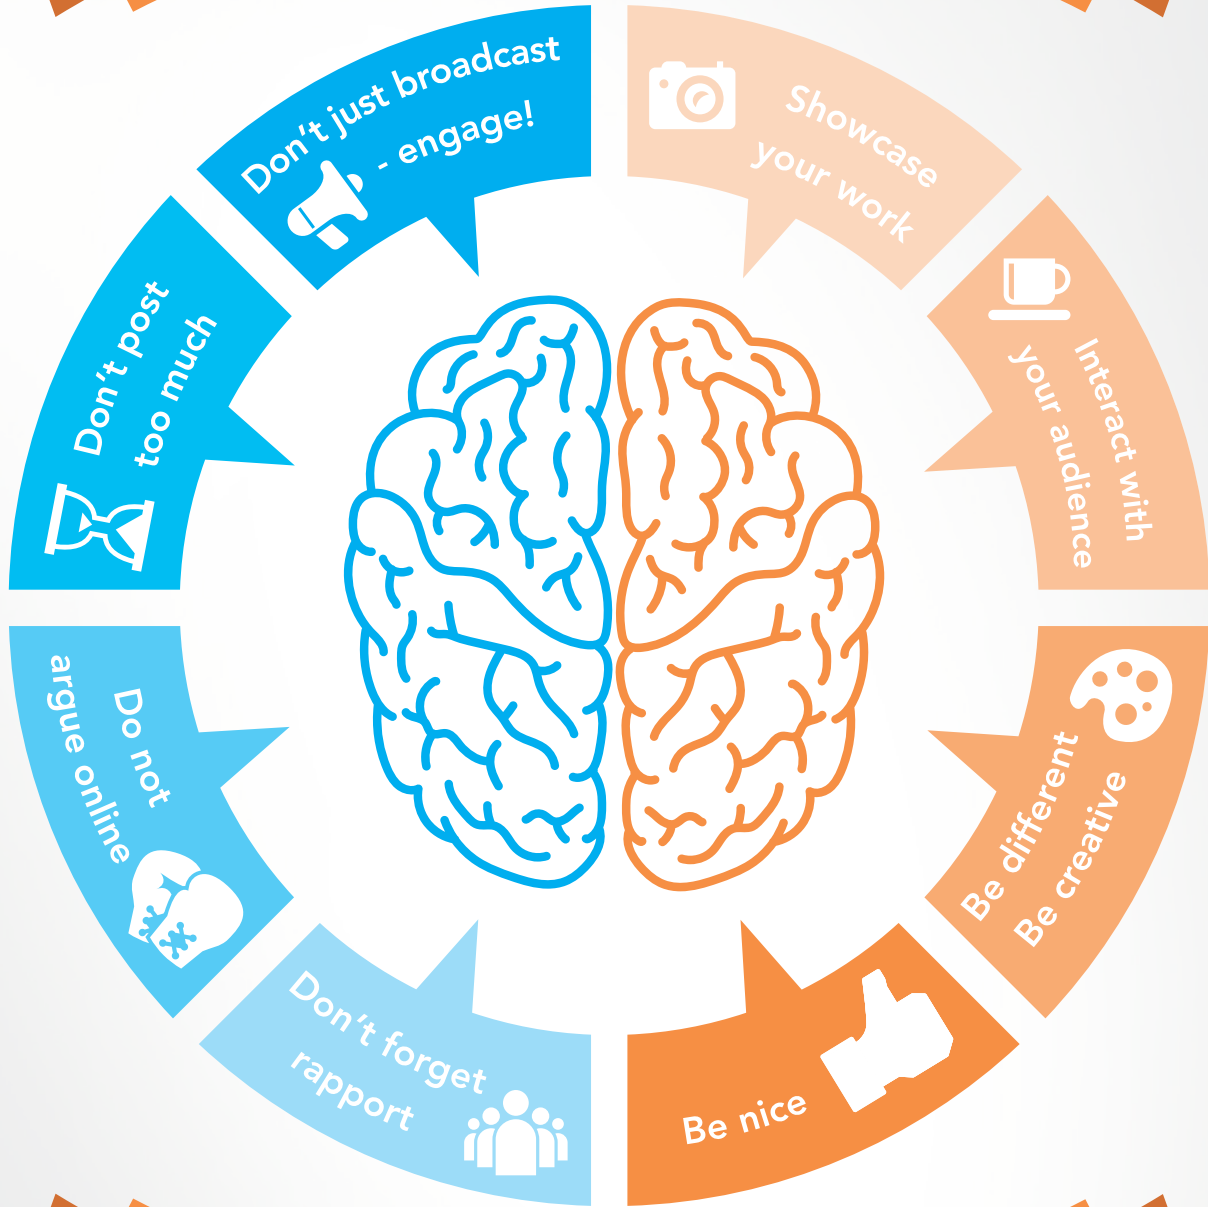 Don't just broadcast
- engage!
Showcase
your work
Interact with
your audience
Be different
Be creative
Be nice
Don't forget
rapport
Do not
argue online
Don't post
too much